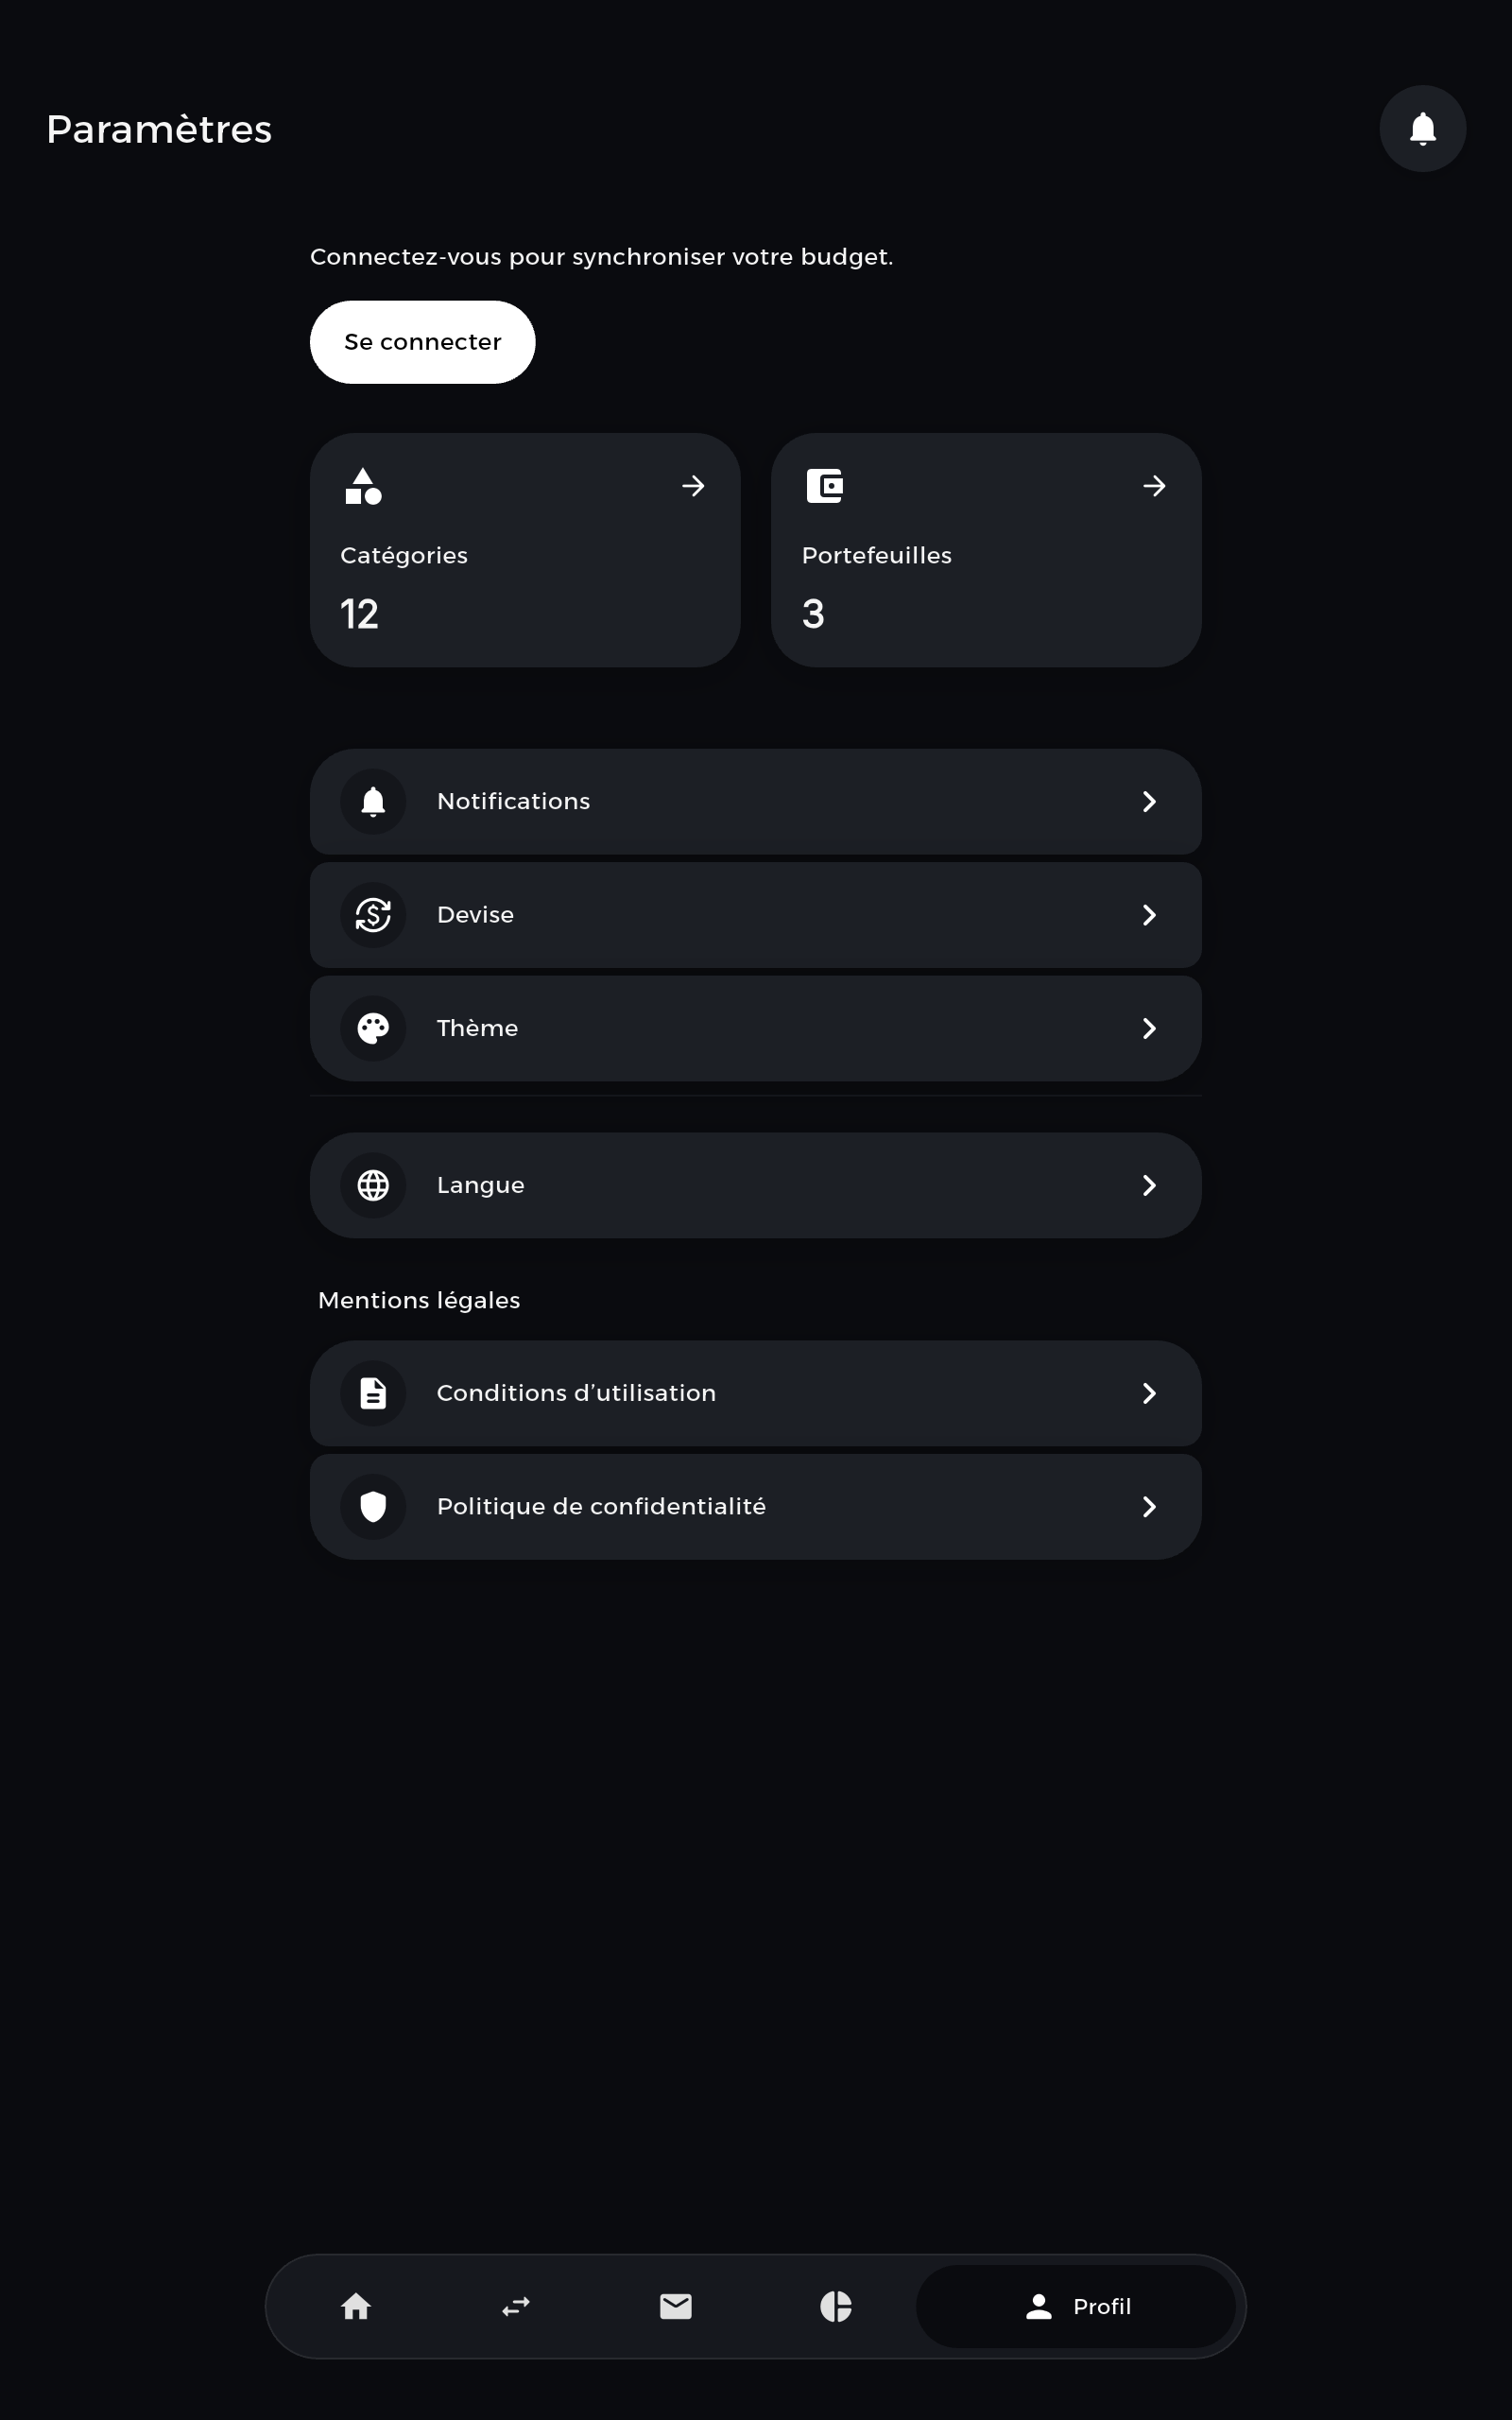 Paramètres
Connectez-vous pour synchroniser votre budget.
Se connecter
Catégories
12
Portefeuilles
3
Notifications
Devise
Thème
Langue
Mentions légales
Conditions d’utilisation
Politique de confidentialité
Profil